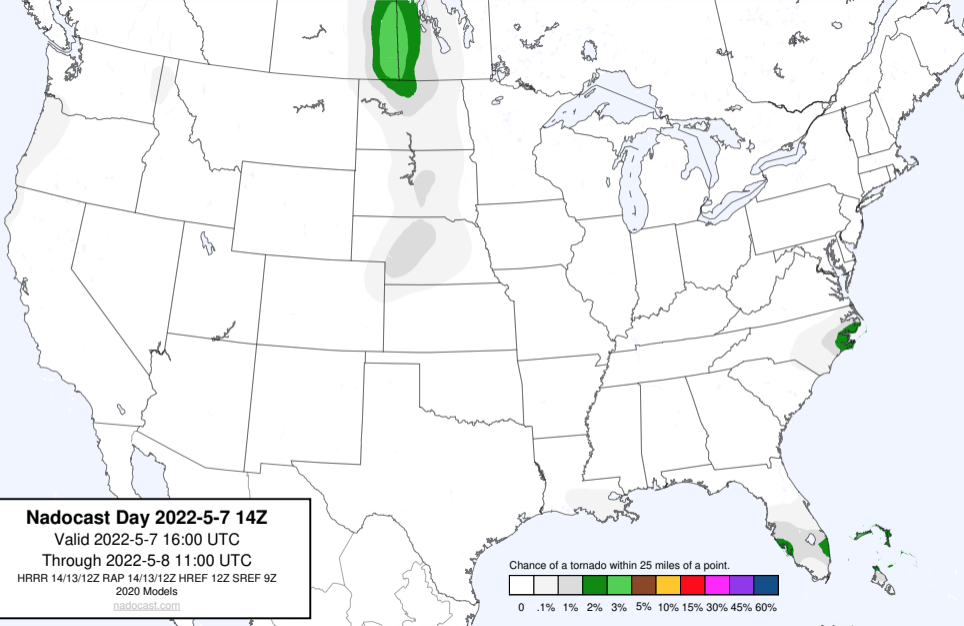 Nadocast Day 2022-5-7 14Z
Valid 2022-5-7 16:00 UTC
Through 2022-5-8 11:00 UTC
HRRR 14/13/12Z RAP 14/13/12Z HREF 12Z SREF 9Z
2020 Models
nadocast.com
Chance of a tornado within 25 miles of a point.
0 .1% 1% 2% 3% 5% 10% 15% 30% 45% 60%